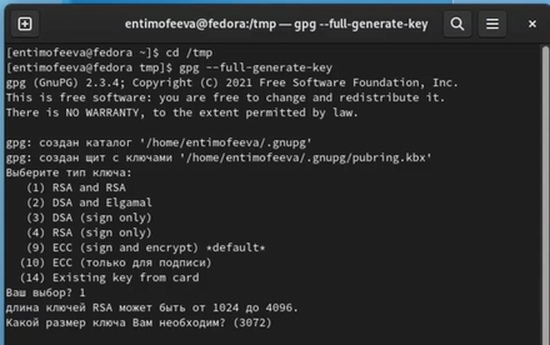 entimofeeva@fedora:/tmp — gpg --full-generate-key
[entimofeeva@fedora ~]$ cd /tmp
[entimofeeva@fedora tmp]$ gpg --full-generate-key
gpg (GnuPG) 2.3.4; Copyright (C) 2021 Free Software Foundation, Inc.
This is free software: you are free to change and redistribute it.
There is NO WARRANTY, to the extent permitted by law.
gpg: создан каталог '/home/entimofeeva/.gnupg'
gpg: создан щит с ключами '/home/entimofeeva/.gnupg/pubring.kbx'
Выберите тип ключа:
(1) RSA and RSA
(2) DSA and Elgamal
(3) DSA (sign only)
(4) RSA (sign only)
(9) ECC (sign and encrypt) *default*
(10) ECC (только для подписи)
(14) Existing key from card
Ваш выбор? 1
длина ключей RSA может быть от 1024 до 4096.
Какой размер ключа Вам необходим? (3072)